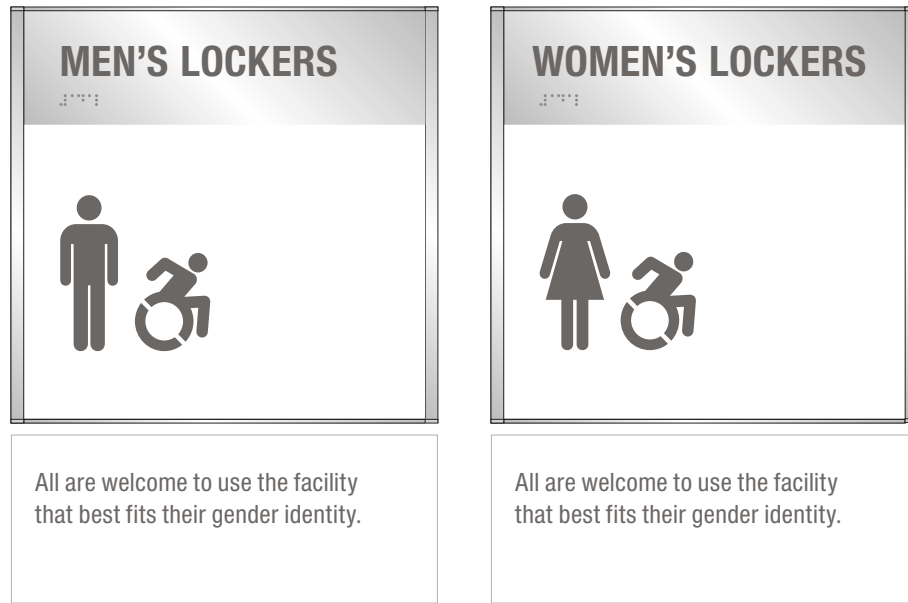 MEN’S LOCKERS
All are welcome to use the facility
that best fits their gender identity.
WOMEN’S LOCKERS
All are welcome to use the facility
that best fits their gender identity.